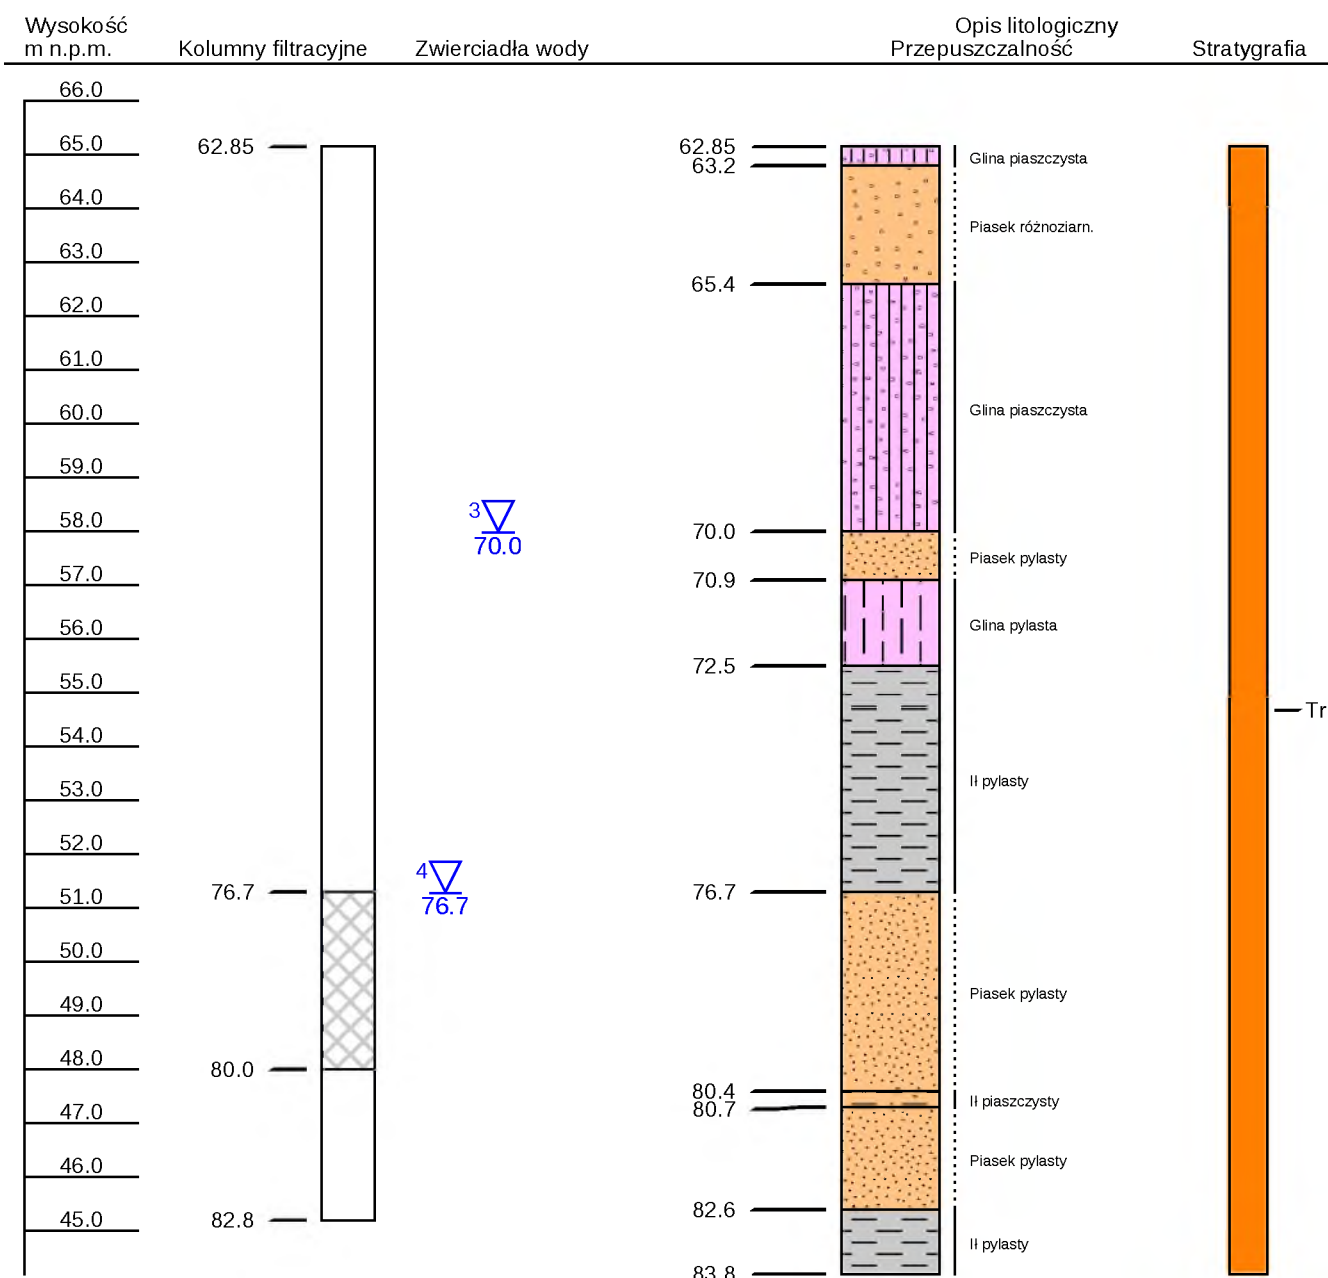 Wysokość
m n.p.m.
Kolumny filtracyjne
Zwierciadła wody
Opis litologiczny
Przepuszczalność
Stratygrafia
66.0
65.0
64.0
63.0
62.0
61.0
60.0
59.0
58.0
57.0
56.0
55.0
54.0
53.0
52.0
51.0
50.0
49.0
48.0
47.0
46.0
45.0
62.85
76.7
80.0
82.8
3
70.0
4
76.7
62.85
63.2
65.4
70.0
70.9
72.5
76.7
80.4
80.7
82.6
83.8
Glina piaszczysta
Piasek różnoziarn.
Glina piaszczysta
Piasek pylasty
Glina pylasta
Ił pylasty
Piasek pylasty
Ił piaszczysty
Piasek pylasty
Ił pylasty
Tr